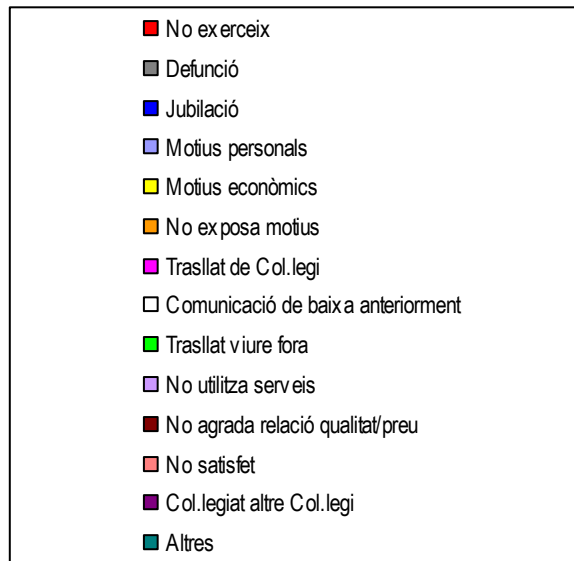 No exerceix
Defunció
Jubilació
Motius personals
Motius econòmics
No exposa motius
Trasllat de Col.legi
Comunicació de baixa anteriorment
Trasllat viure fora
No utilitza serveis
No agrada relació qualitat/preu
No satisfet
Col.legiat altre Col.legi
Altres